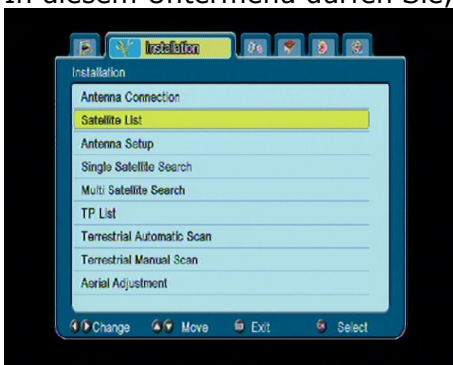 In diesem Untermenü dürfen Sie,
Installation
Installation
Antenna Connection
Satellite List
Antenna Setup
Single Satellite Search
Multi Satellite Search
TP List
Terrestrial Automatic Scan
Terrestrial Manual Scan
Aerial Adjustment
Change Move Exit Select